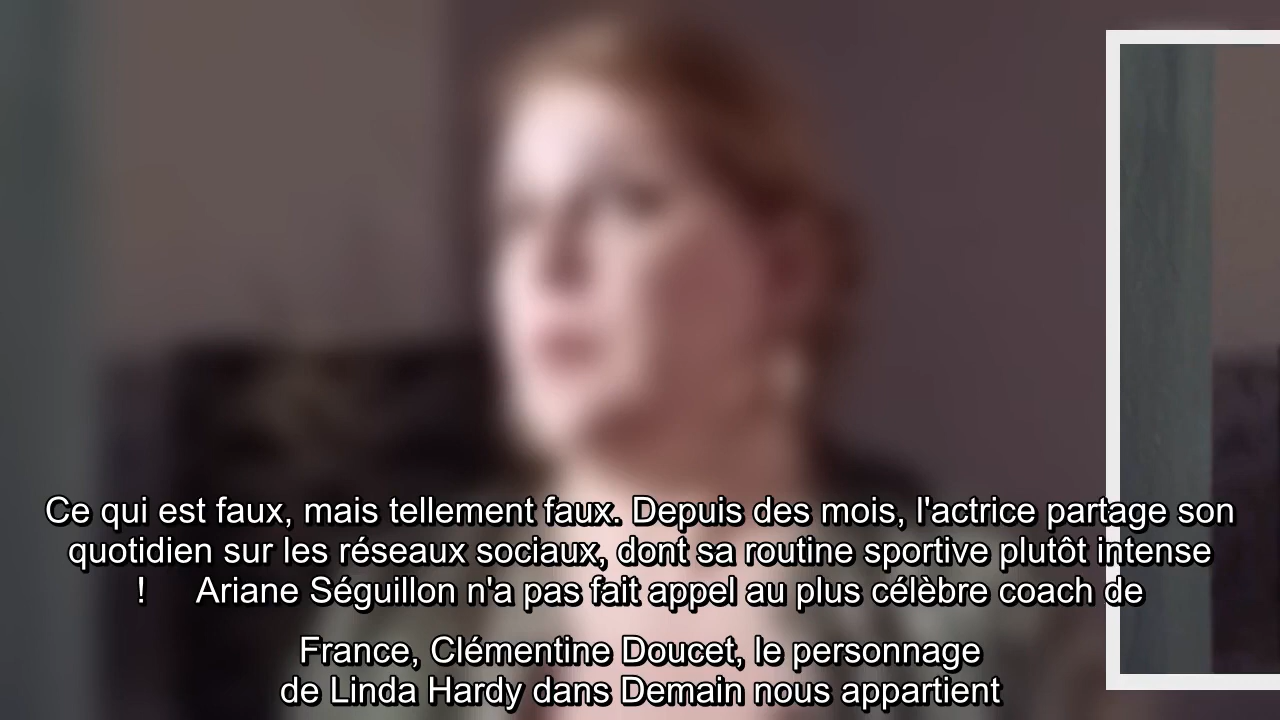 Ce qui est faux, mais tellement faux. Depuis des mois, l'actrice partage son
quotidien sur les réseaux sociaux, dont sa routine sportive plutôt intense
! Ariane Séguillon n'a pas fait appel au plus célèbre coach de
France, Clémentine Doucet, le personnage
de Linda Hardy dans Demain nous appartient